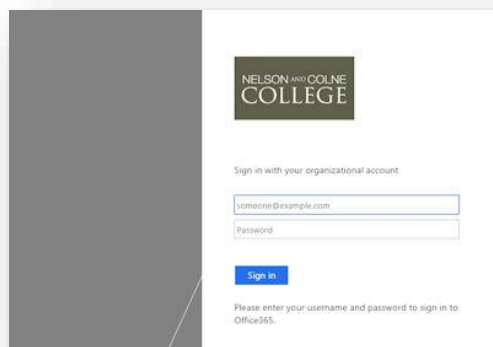 NELSON AND COLNE
COLLEGE
Sign in with your organizational account
someone@example.com
Password
Sign in
Please enter your username and password to sign in to
Office365.